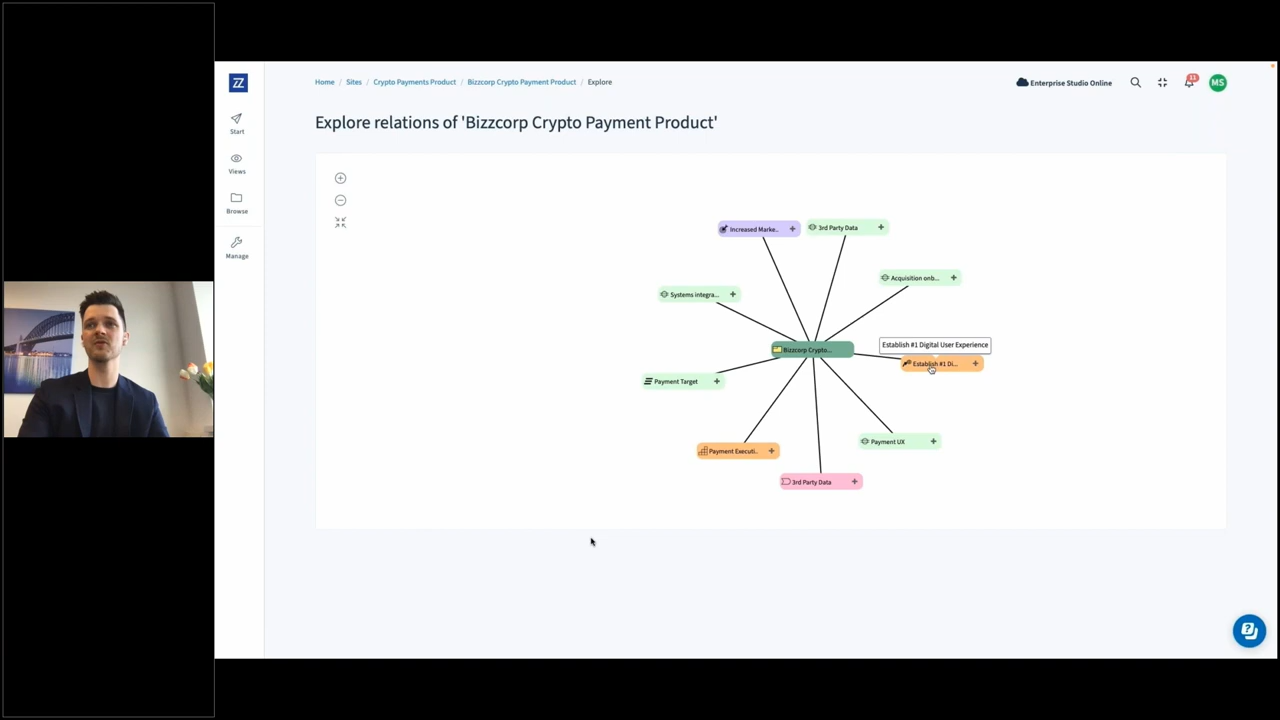 Home / Sites / Crypto Payments Product / Bizzcorp Crypto Payment Product / Explore
Enterprise Studio Online
11
MS
Z
Start
Views
Browse
Manage
Explore relations of 'Bizzcorp Crypto Payment Product'
Increased Marke..
3rd Party Data
Acquisition onb...
Systems integra...
Establish #1 Digital User Experience
Bizzcorp Crypto...
Establish #1 Di...
Payment Target
Payment UX
Payment Executi..
3rd Party Data